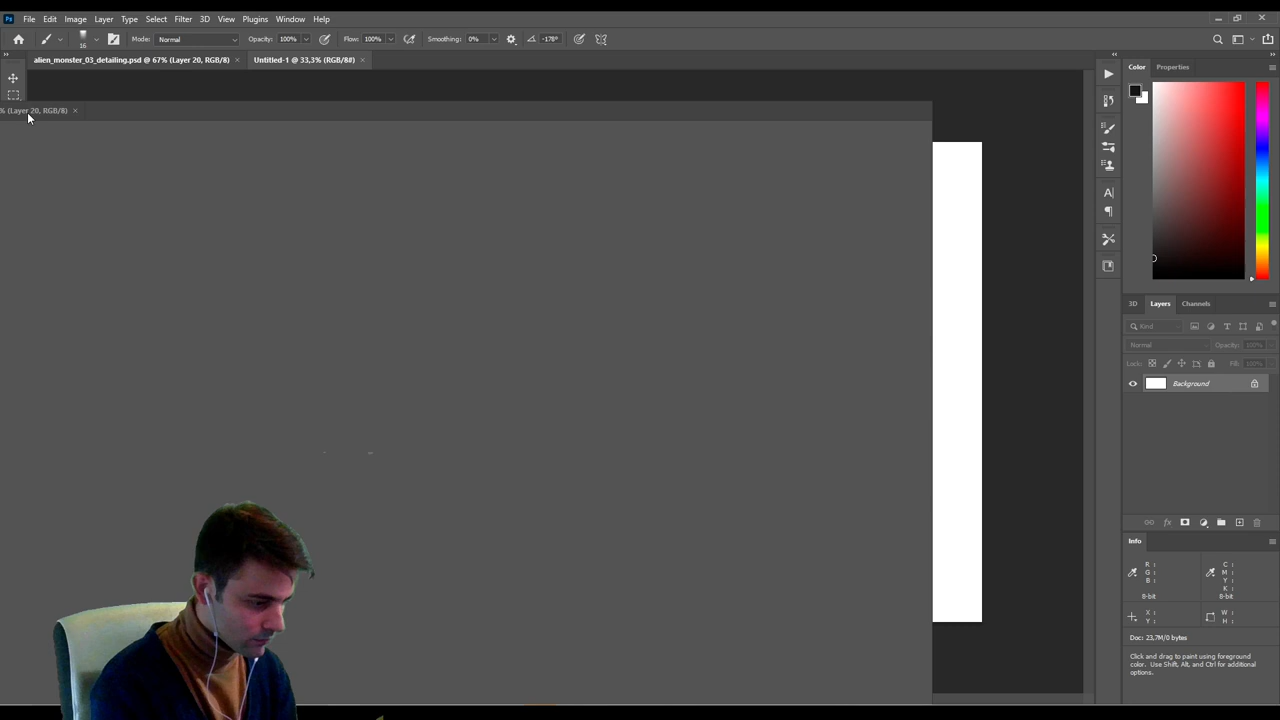 Ps File Edit Image Layer Type Select Filter 3D View Plugins Window Help
16 Mode: Normal Opacity: 100% Flow: 100% Smoothing: 0% -178°
alien_monster_03_detailing.psd @ 67% (Layer 20, RGB/8) × Untitled-1 @ 33,3% (RGB/8#) ×
% (Layer 20, RGB/8) ×
Color Properties
3D Layers Channels
Kind
Normal Opacity: 100%
Lock: Fill: 100%
Background
fx
Info
R : C :
G : M :
B : Y :
K :
8-bit 8-bit
X : W :
Y : H :
Doc: 23,7M/0 bytes
Click and drag to paint using foreground
color. Use Shift, Alt, and Ctrl for additional
options.